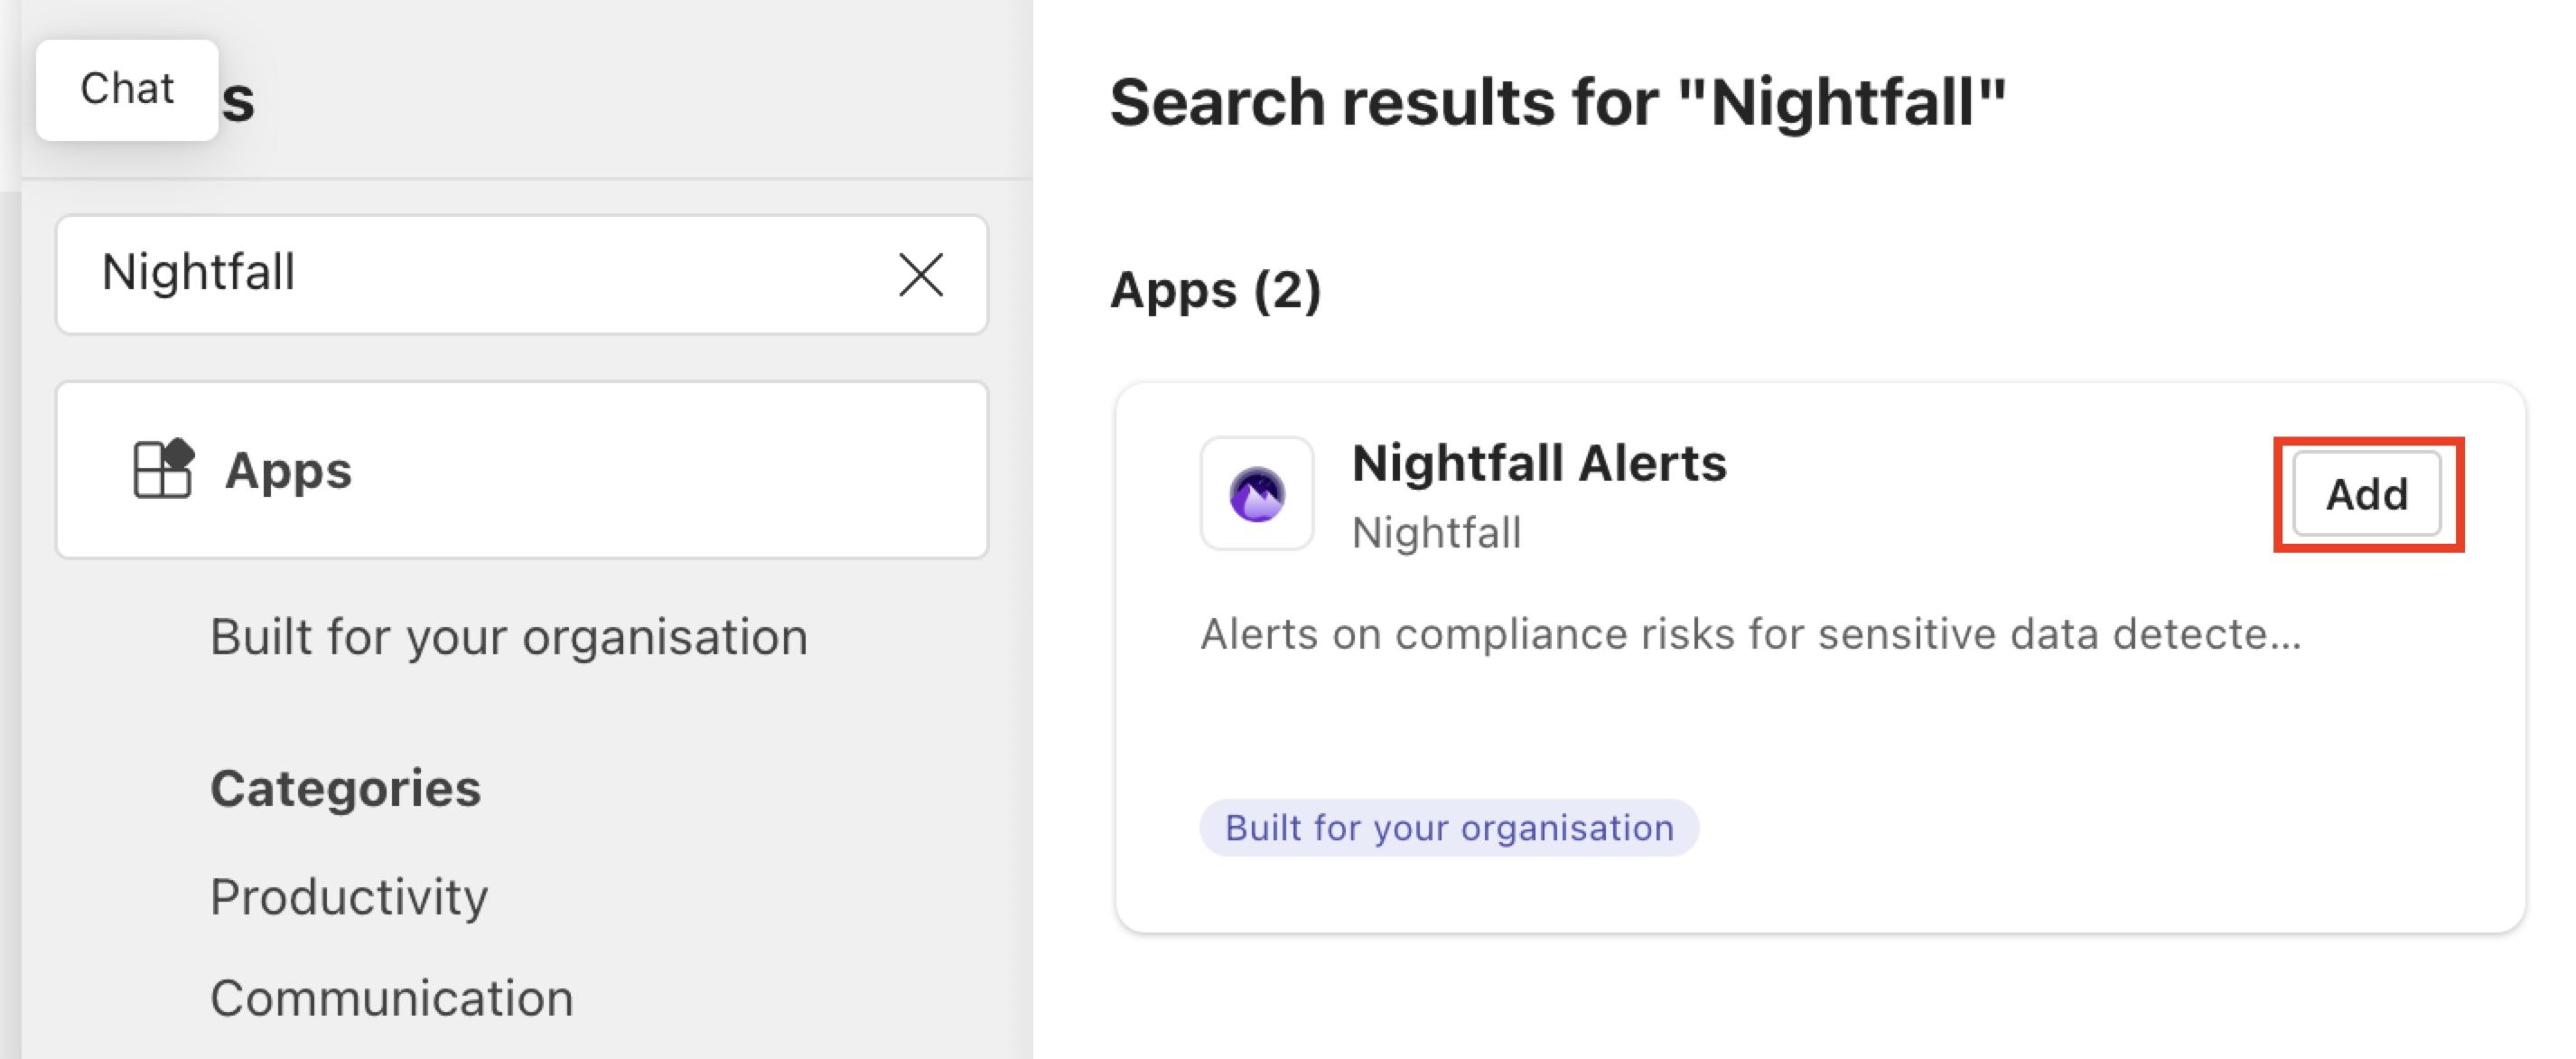 Chat
s
Nightfall
Apps
Built for your organisation
Categories
Productivity
Communication
Search results for "Nightfall"
Apps (2)
Nightfall Alerts
Nightfall
Add
Alerts on compliance risks for sensitive data detecte...
Built for your organisation